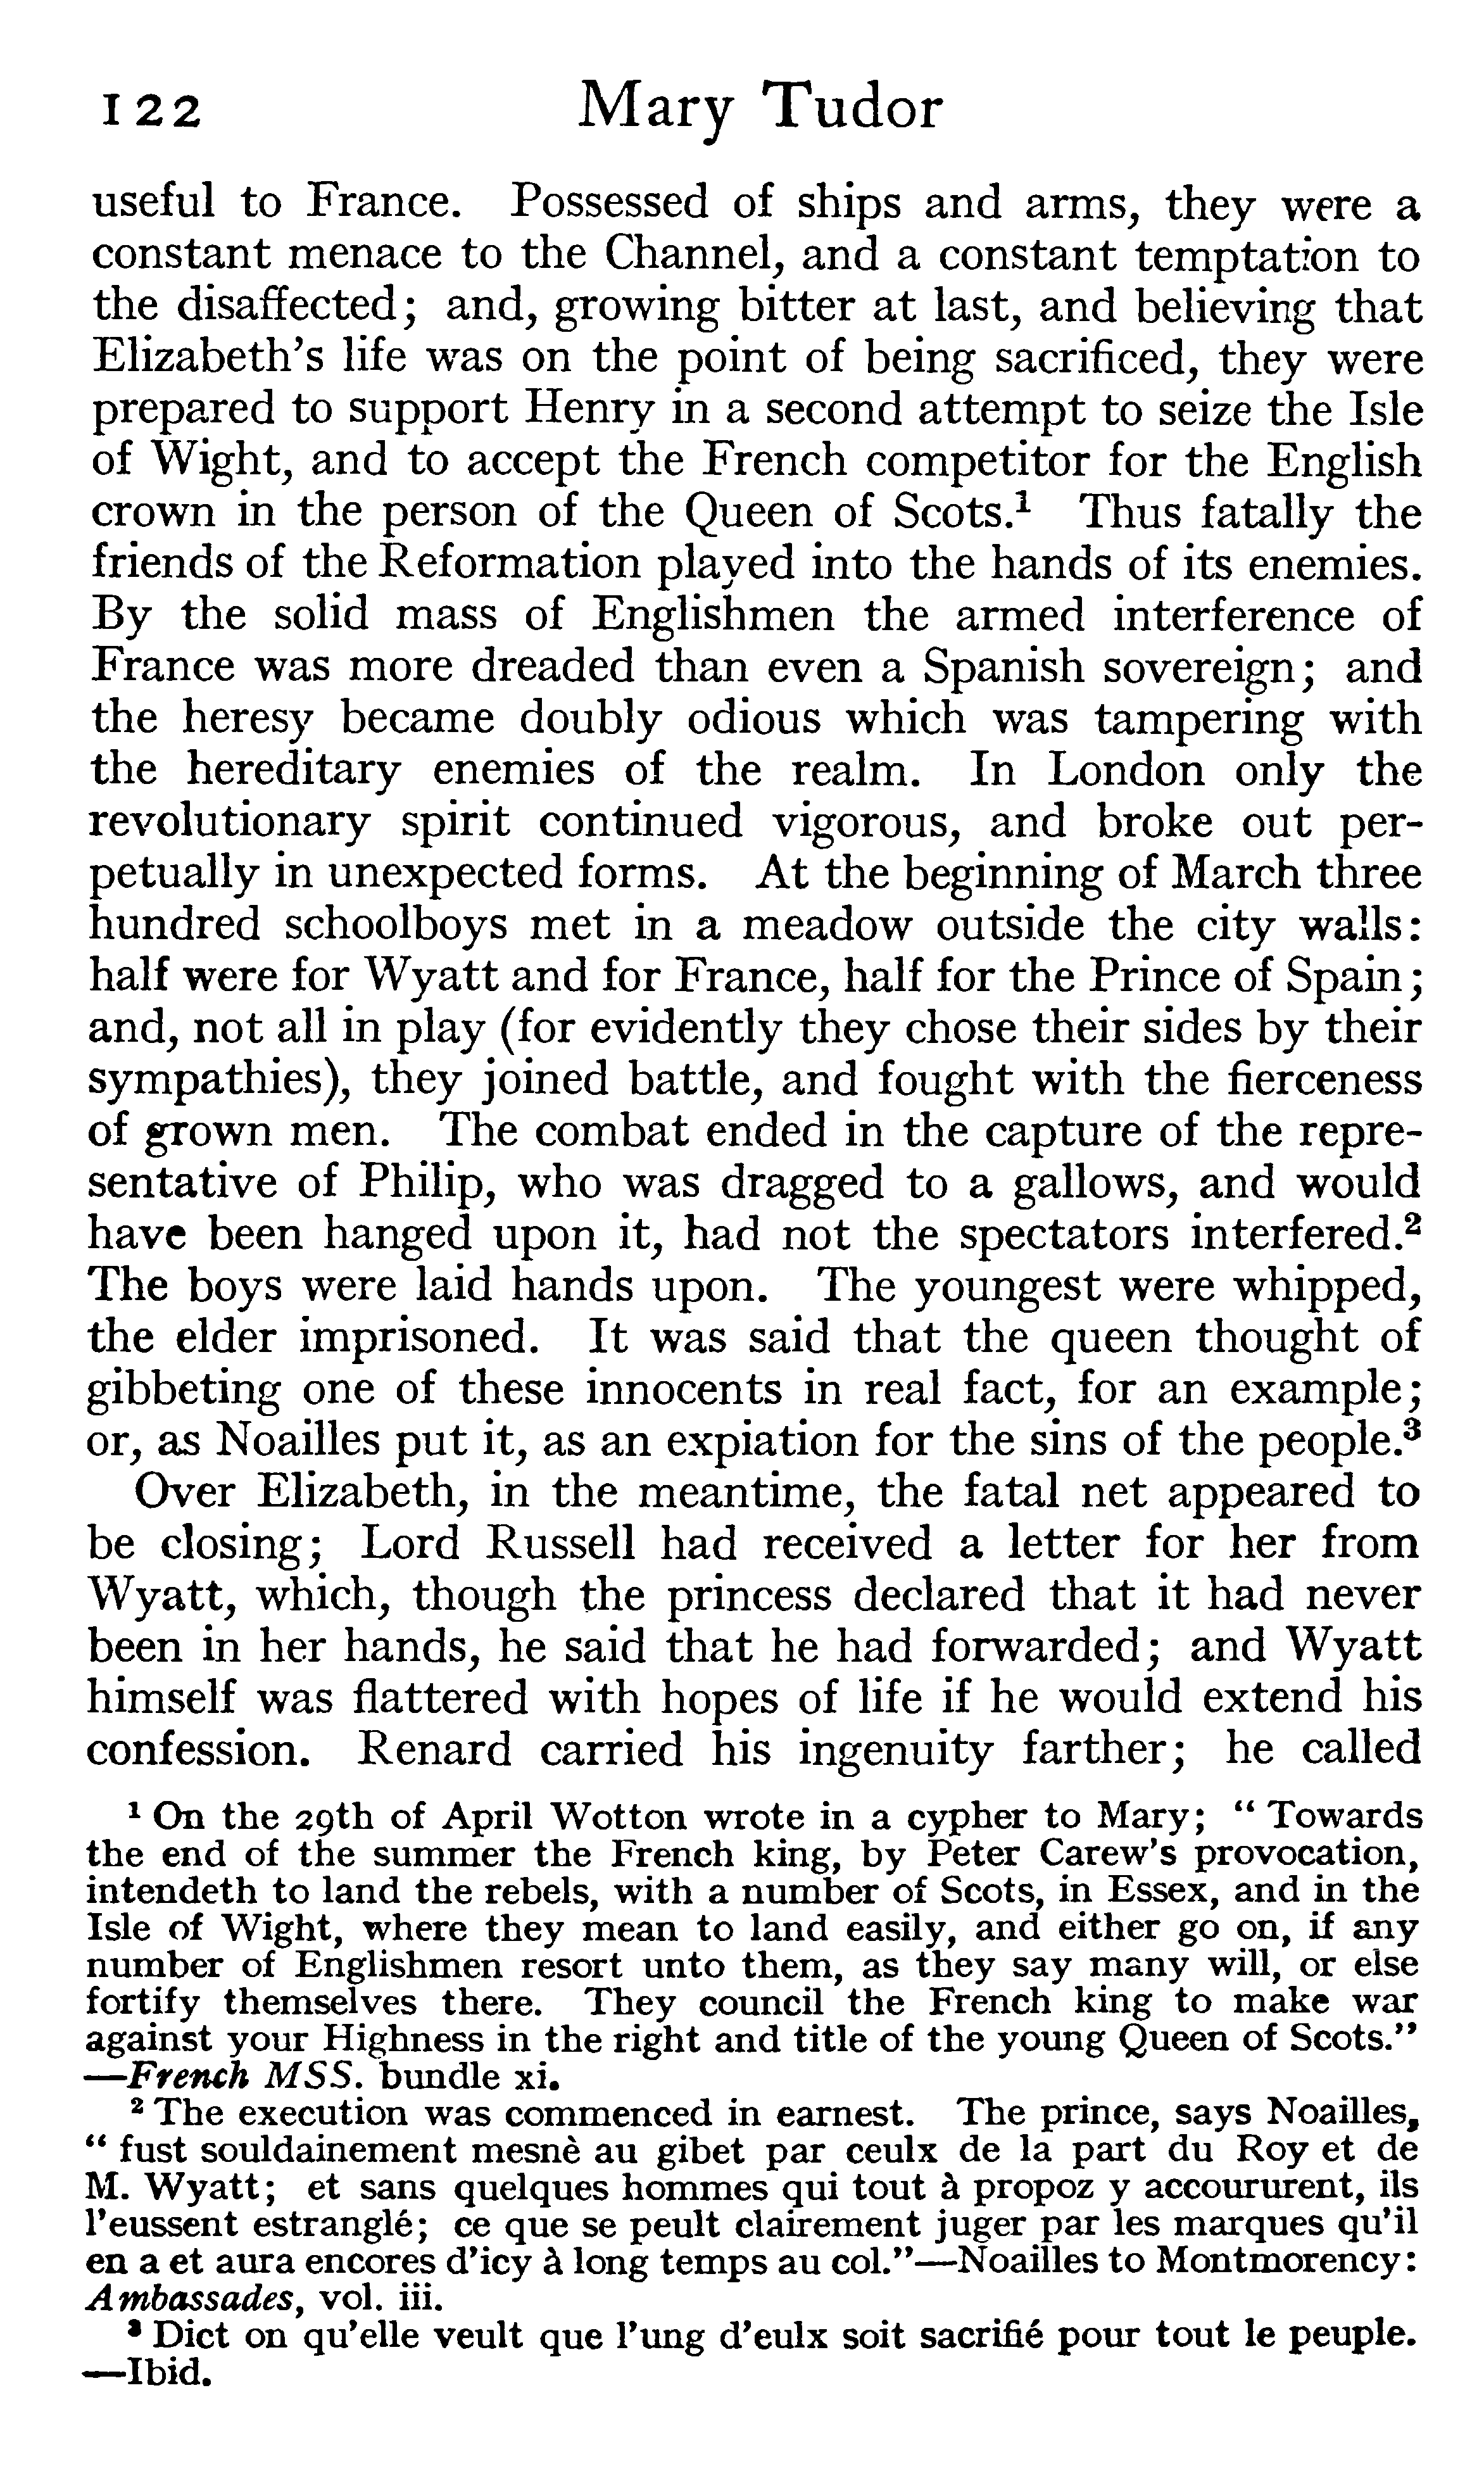 122 Mary Tudor
useful to France. Possessed of ships and arms, they were a
constant menace to the Channel, and a constant temptation to
the disaffected; and, growing bitter at last, and believing that
Elizabeth's life was on the point of being sacrificed, they were
prepared to support Henry in a second attempt to seize the Isle
of Wight, and to accept the French competitor for the English
crown in the person of the Queen of Scots.¹ Thus fatally the
friends of the Reformation played into the hands of its enemies.
By the solid mass of Englishmen the armed interference of
France was more dreaded than even a Spanish sovereign; and
the heresy became doubly odious which was tampering with
the hereditary enemies of the realm. In London only the
revolutionary spirit continued vigorous, and broke out per-
petually in unexpected forms. At the beginning of March three
hundred schoolboys met in a meadow outside the city walls:
half were for Wyatt and for France, half for the Prince of Spain;
and, not all in play (for evidently they chose their sides by their
sympathies), they joined battle, and fought with the fierceness
of grown men. The combat ended in the capture of the repre-
sentative of Philip, who was dragged to a gallows, and would
have been hanged upon it, had not the spectators interfered.²
The boys were laid hands upon. The youngest were whipped,
the elder imprisoned. It was said that the queen thought of
gibbeting one of these innocents in real fact, for an example;
or, as Noailles put it, as an expiation for the sins of the people.³
Over Elizabeth, in the meantime, the fatal net appeared to
be closing; Lord Russell had received a letter for her from
Wyatt, which, though the princess declared that it had never
been in her hands, he said that he had forwarded; and Wyatt
himself was flattered with hopes of life if he would extend his
confession. Renard carried his ingenuity farther; he called
¹ On the 29th of April Wotton wrote in a cypher to Mary; "Towards
the end of the summer the French king, by Peter Carew's provocation,
intendeth to land the rebels, with a number of Scots, in Essex, and in the
Isle of Wight, where they mean to land easily, and either go on, if any
number of Englishmen resort unto them, as they say many will, or else
fortify themselves there. They council the French king to make war
against your Highness in the right and title of the young Queen of Scots."
—French MSS. bundle xi.
² The execution was commenced in earnest. The prince, says Noailles,
"fust souldainement mesnè au gibet par ceulx de la part du Roy et de
M. Wyatt; et sans quelques hommes qui tout à propoz y accoururent, ils
l'eussent estranglé; ce que se peult clairement juger par les marques qu'il
en a et aura encores d'icy à long temps au col."—Noailles to Montmorency:
Ambassades, vol. iii.
³ Dict on qu'elle veult que l'ung d'eulx soit sacrifié pour tout le peuple.
—Ibid.